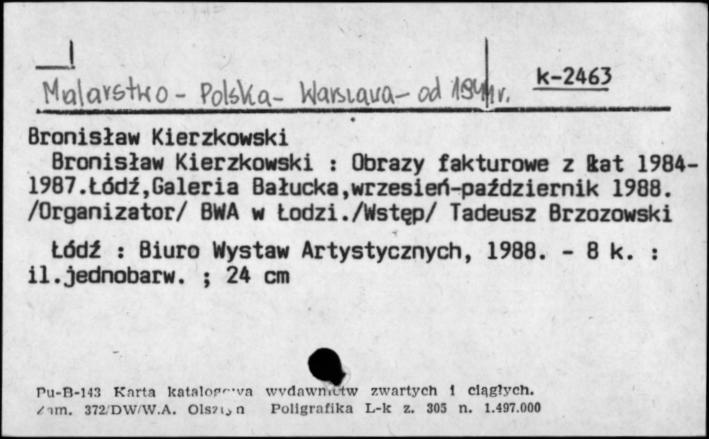 Malarstwo - Polska - Warszawa - od 1944 r.
k-2463
Bronisław Kierzkowski
Bronisław Kierzkowski : Obrazy fakturowe z lat 1984-
1987.Łódź,Galeria Bałucka,wrzesień-październik 1988.
/Organizator/ BWA w Łodzi./Wstęp/ Tadeusz Brzozowski
Łódź : Biuro Wystaw Artystycznych, 1988. - 8 k. :
il.jednobarw. ; 24 cm
Pu-B-143 Karta katalogowa wydawnictw zwartych i ciągłych.
Zam. 372/DW/W.A. Olsztyn Poligrafika L-k z. 305 n. 1.497.000